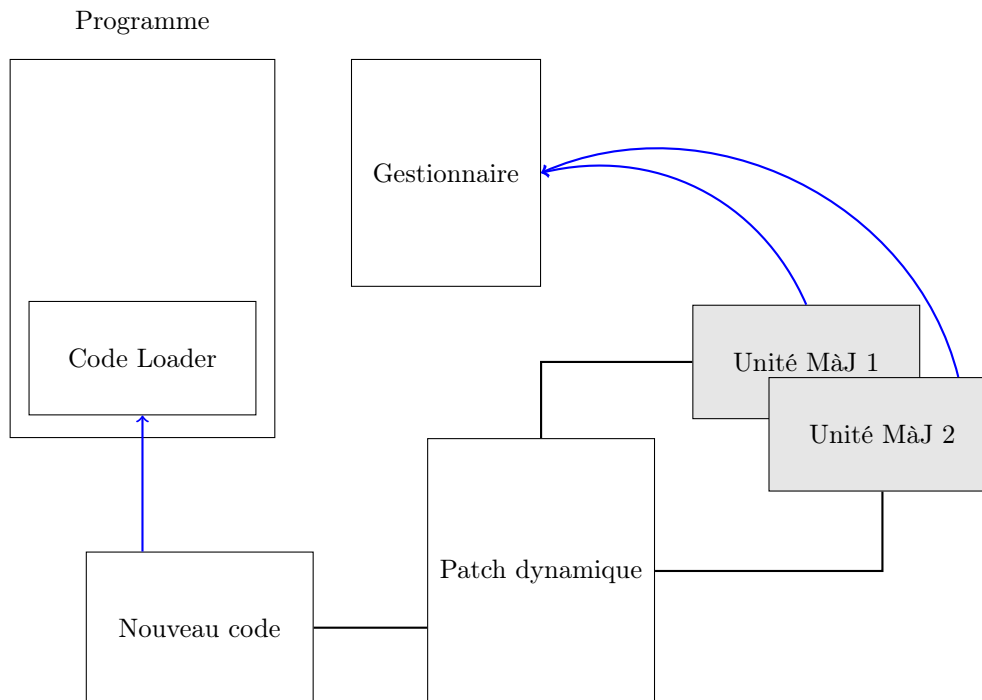 Programme
Gestionnaire
Code Loader
Unité MàJ 1
Unité MàJ 2
Patch dynamique
Nouveau code